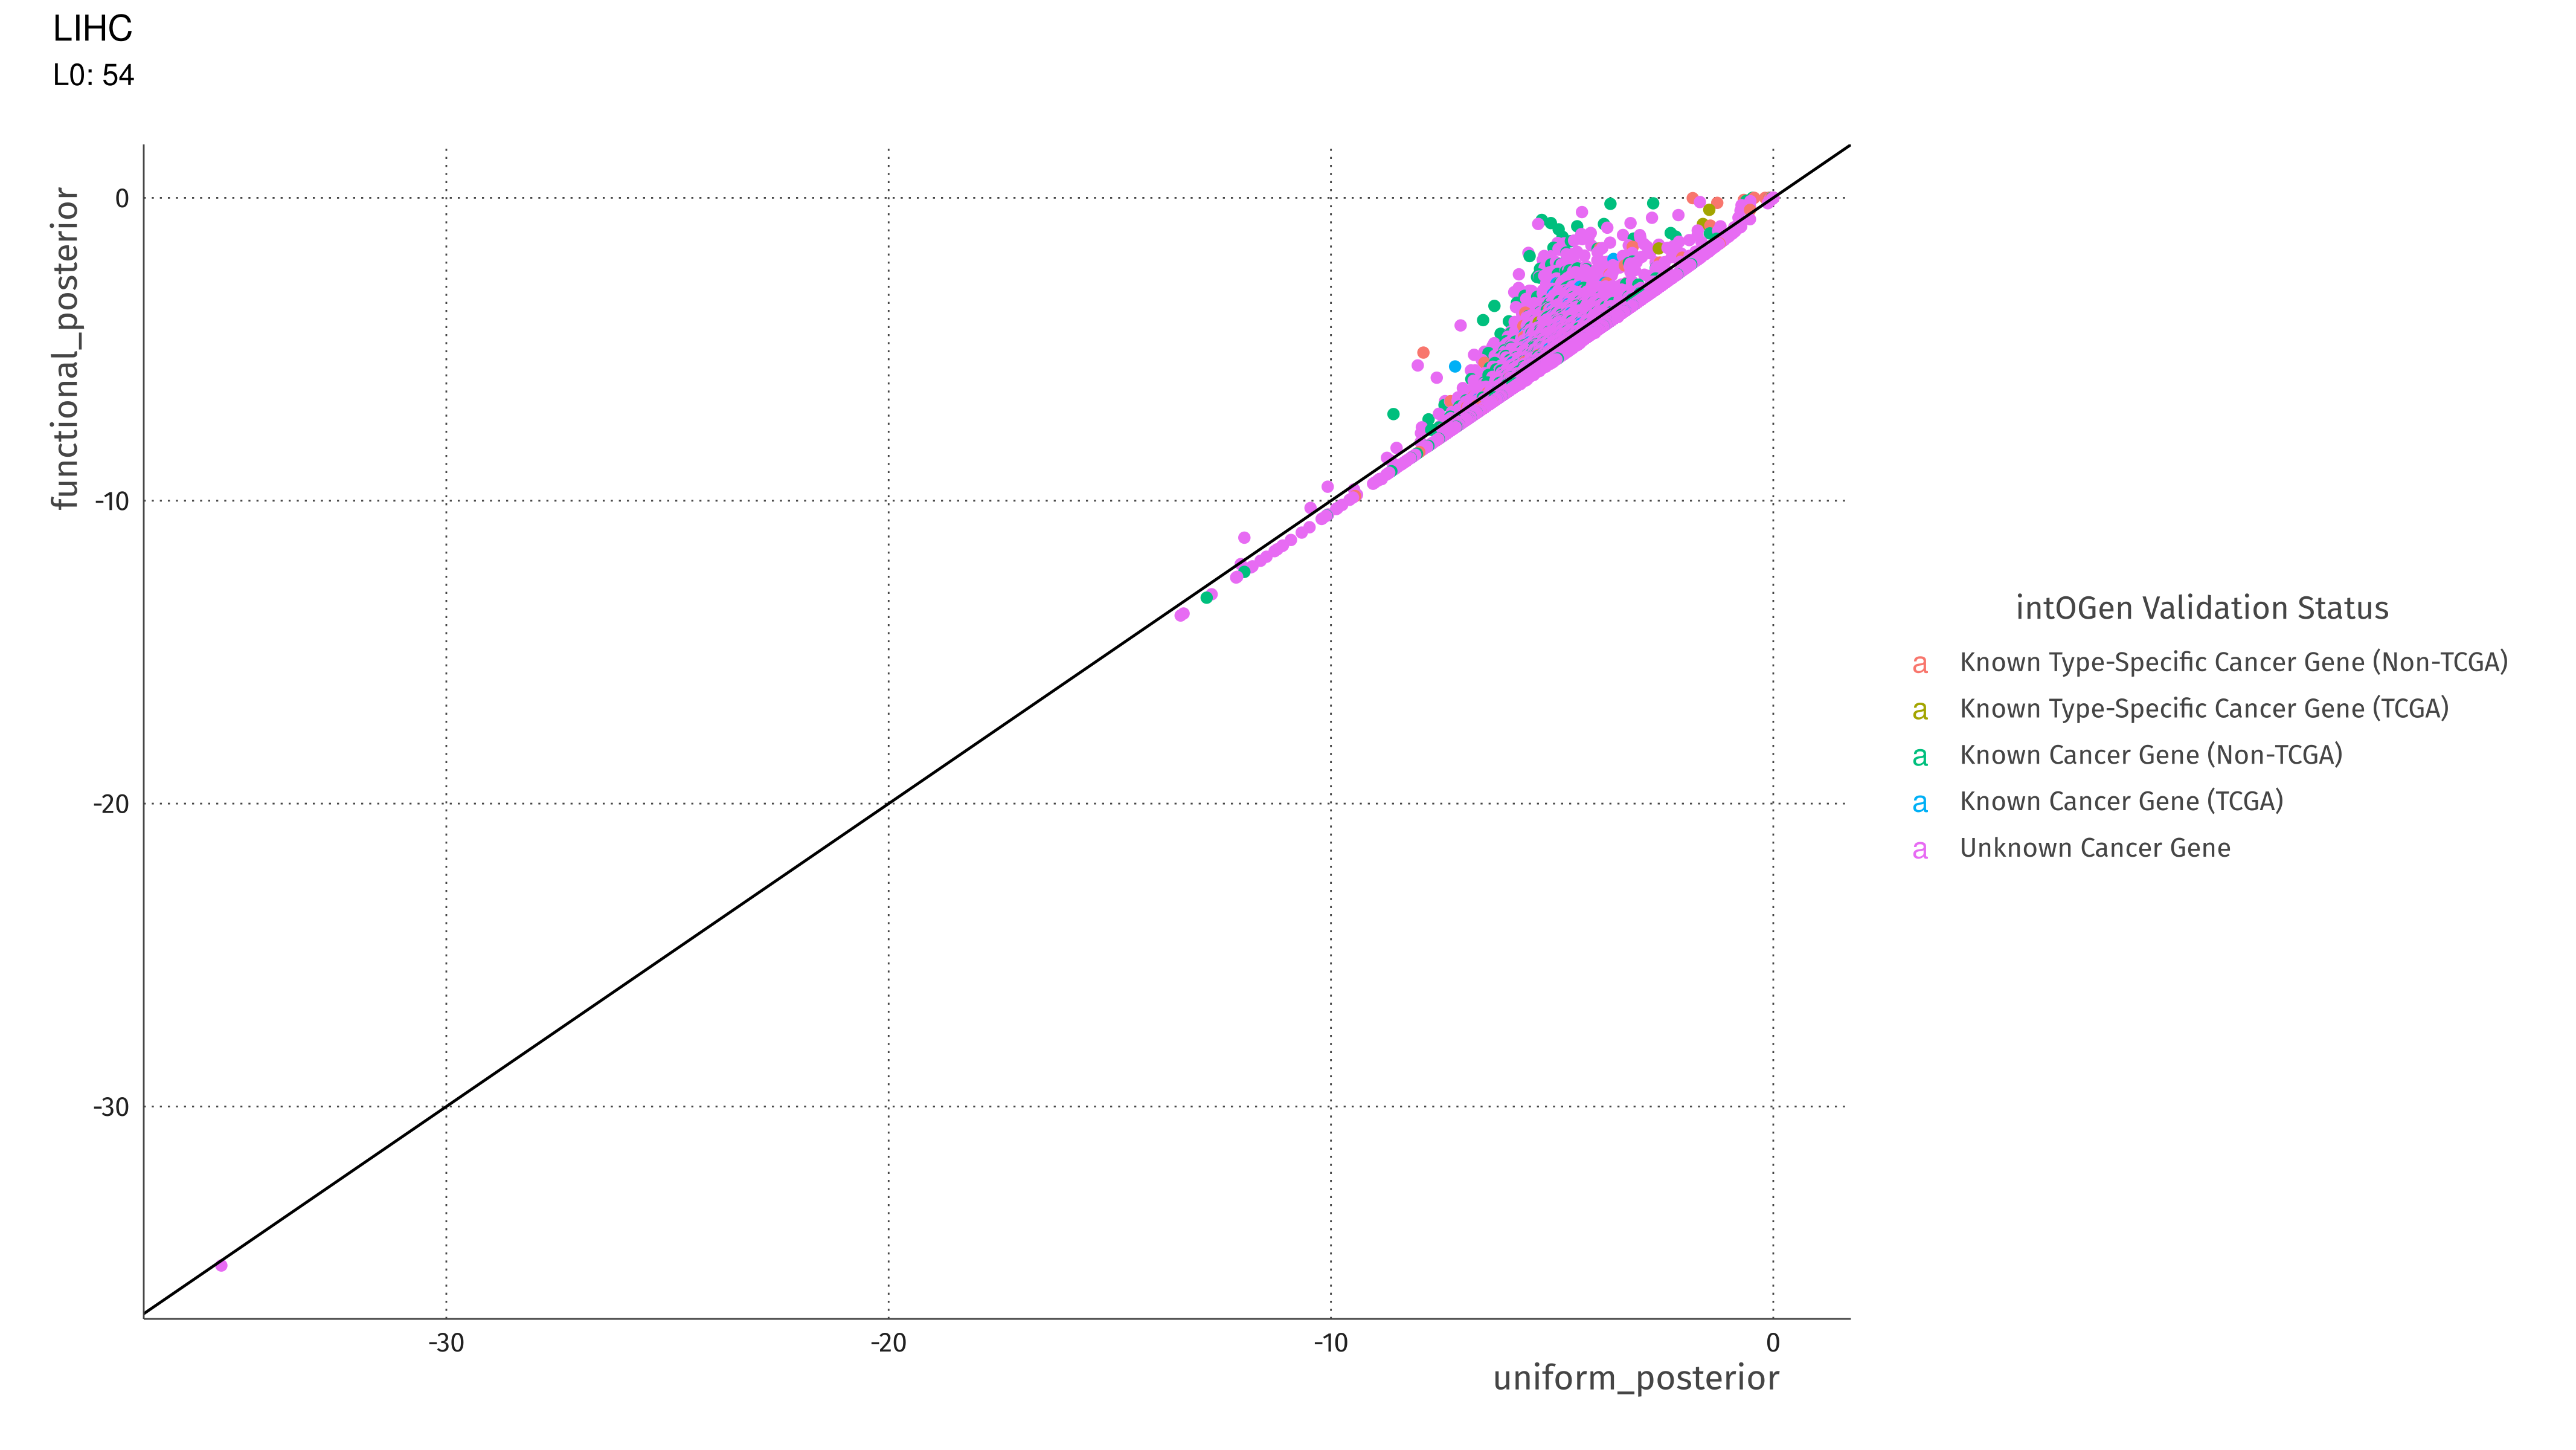 LIHC
L0: 54
functional_posterior
0
-10
-20
-30
-30
-20
-10
0
uniform_posterior
intOGen Validation Status
a Known Type-Specific Cancer Gene (Non-TCGA)
a Known Type-Specific Cancer Gene (TCGA)
a Known Cancer Gene (Non-TCGA)
a Known Cancer Gene (TCGA)
a Unknown Cancer Gene